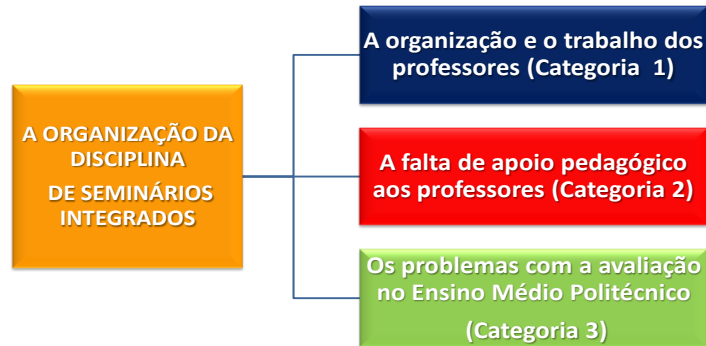 A ORGANIZAÇÃO DA
DISCIPLINA
DE SEMINÁRIOS
INTEGRADOS
A organização e o trabalho dos
professores (Categoria 1)
A falta de apoio pedagógico
aos professores (Categoria 2)
Os problemas com a avaliação
no Ensino Médio Politécnico
(Categoria 3)